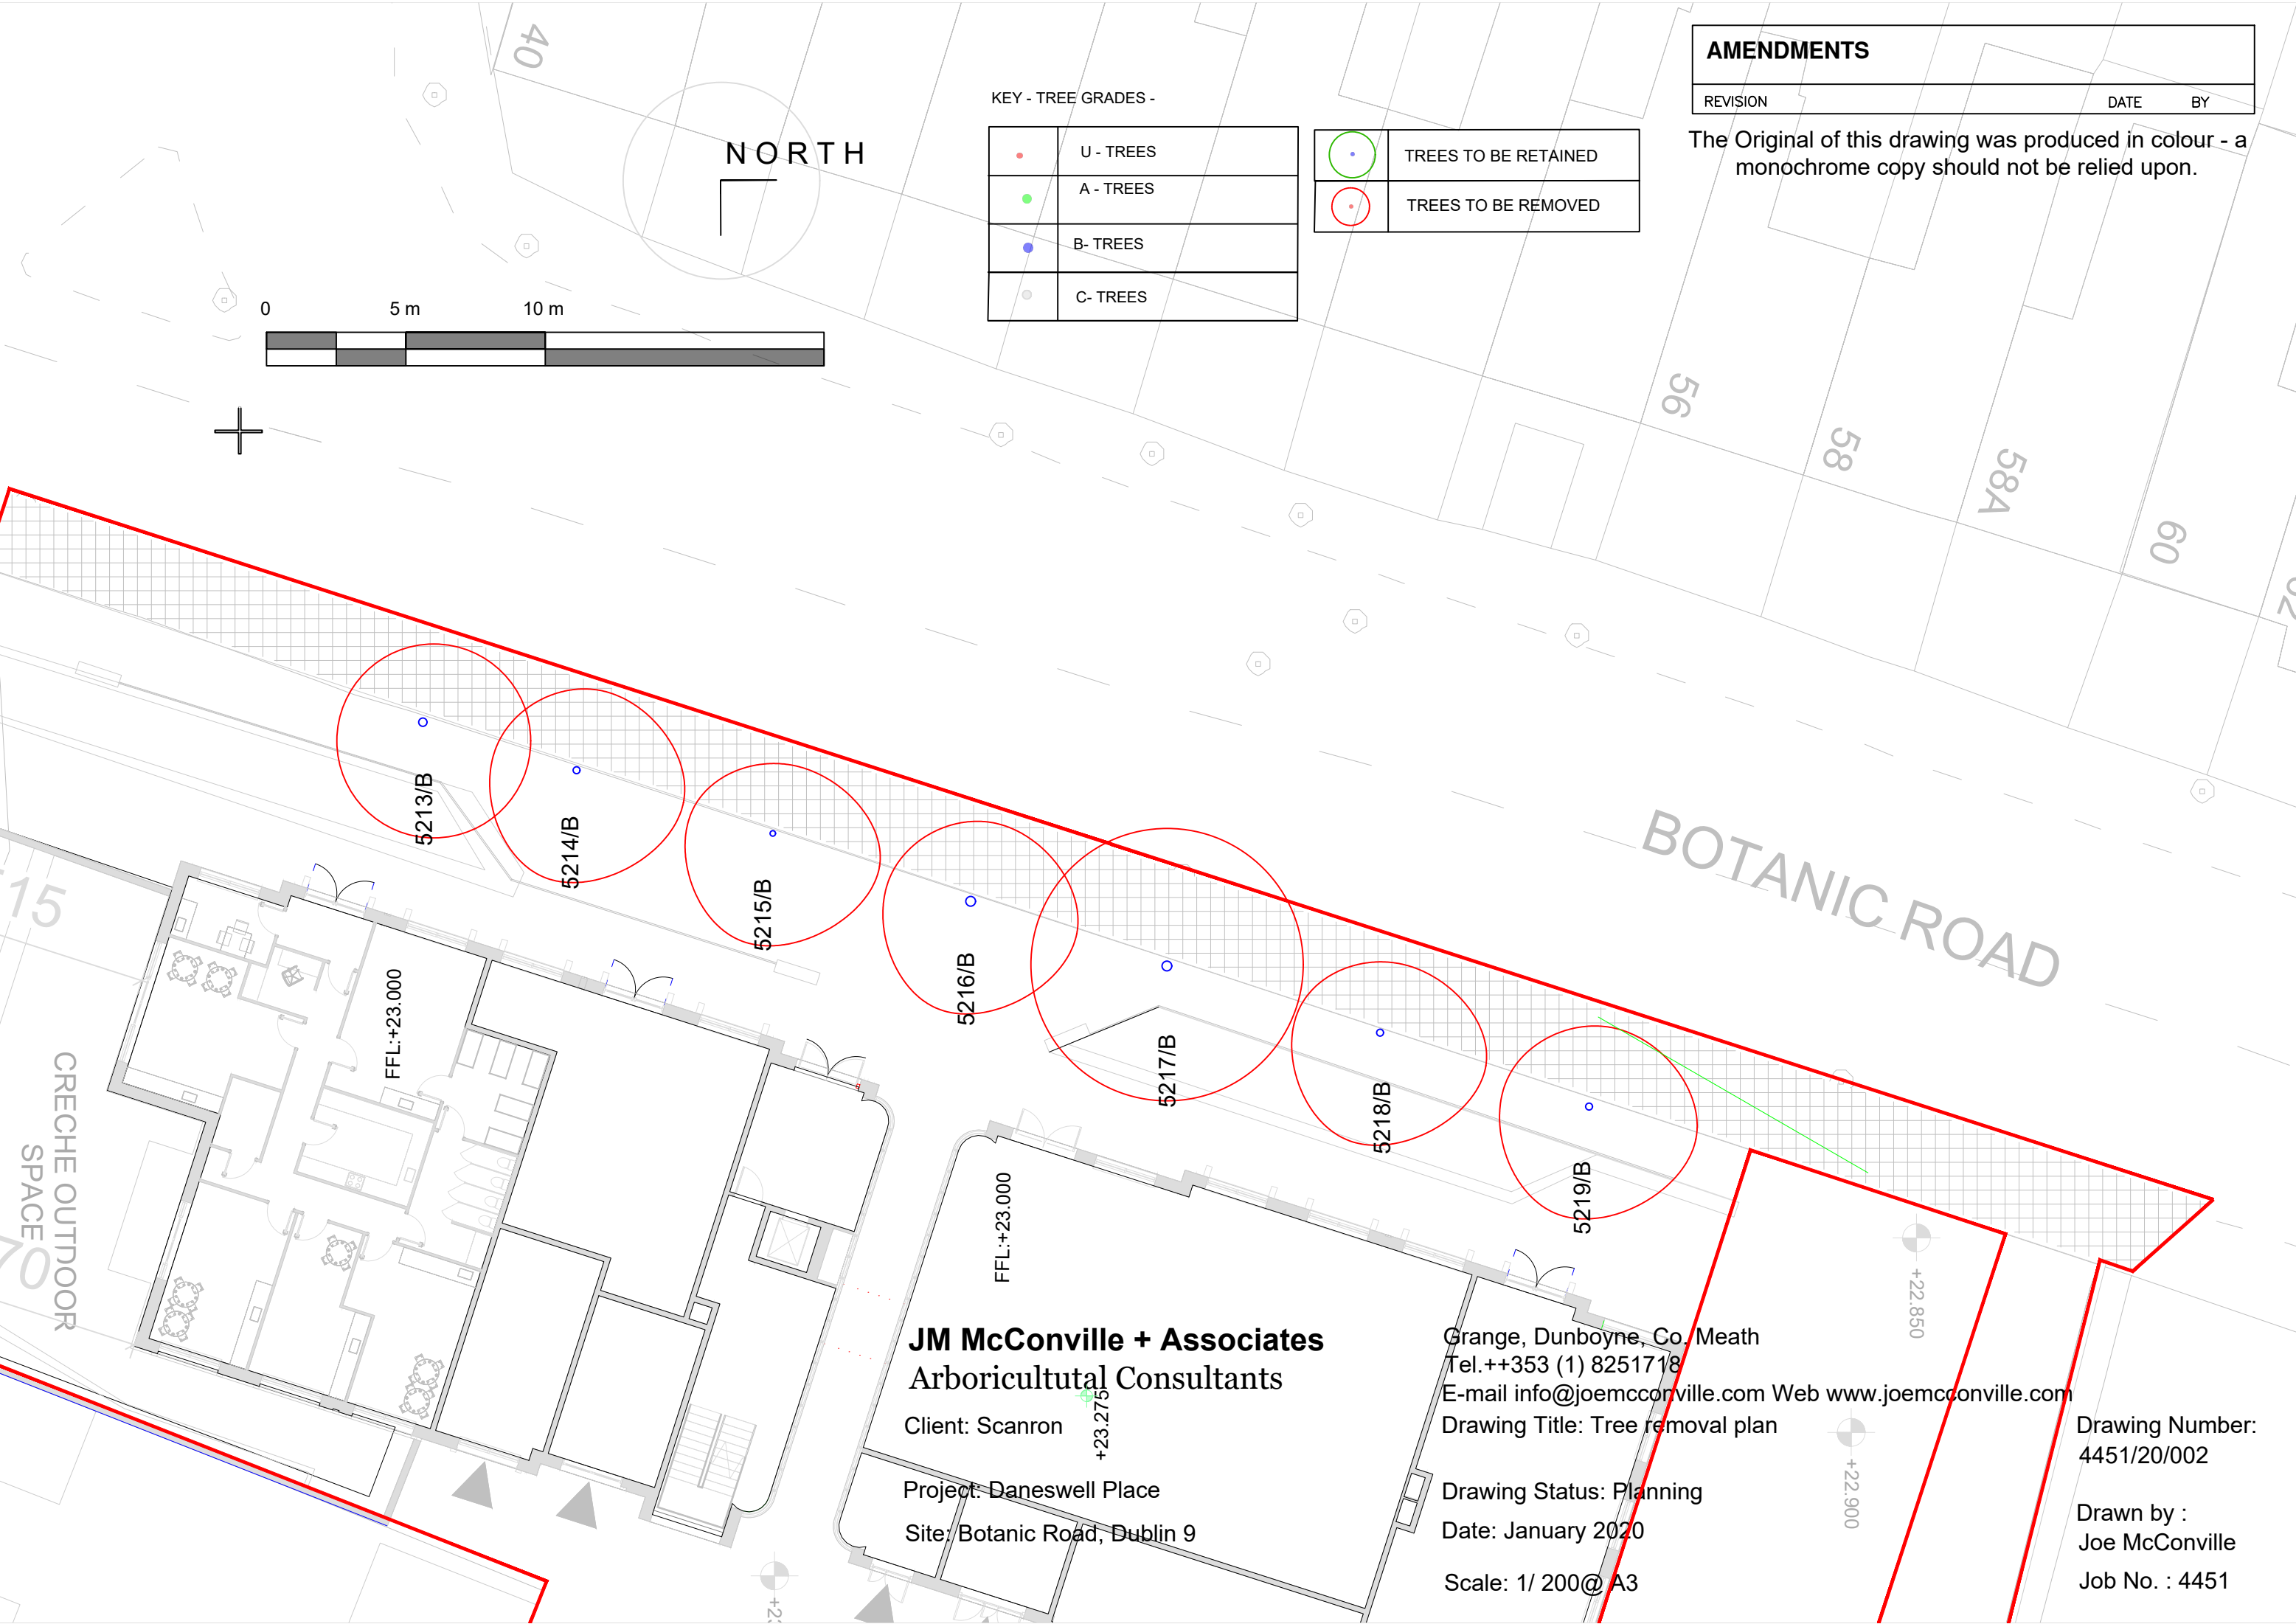 40
AMENDMENTS
REVISION DATE BY
The Original of this drawing was produced in colour - a
monochrome copy should not be relied upon.
NORTH
KEY - TREE GRADES -
U - TREES
A - TREES
B- TREES
C- TREES
TREES TO BE RETAINED
TREES TO BE REMOVED
0 5 m 10 m
56
58
58A
60
BOTANIC ROAD
5213/B
5214/B
5215/B
5216/B
5217/B
5218/B
5219/B
15
FFL:+23.000
FFL:+23.000
CRECHE OUTDOOR
SPACE
70
+22.850
+22.900
+23.275
JM McConville + Associates
Arboricultutal Consultants
Client: Scanron
Project: Daneswell Place
Site: Botanic Road, Dublin 9
Grange, Dunboyne, Co. Meath
Tel.++353 (1) 8251718
E-mail info@joemcconville.com Web www.joemcconville.com
Drawing Title: Tree removal plan
Drawing Status: Planning
Date: January 2020
Scale: 1/ 200@ A3
Drawing Number:
4451/20/002
Drawn by :
Joe McConville
Job No. : 4451